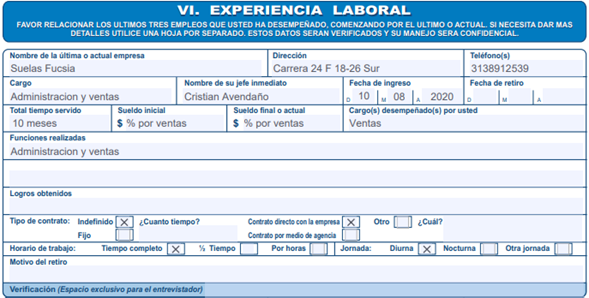 VI. EXPERIENCIA LABORAL
FAVOR RELACIONAR LOS ULTIMOS TRES EMPLEOS QUE USTED HA DESEMPEÑADO, COMENZANDO POR EL ULTIMO O ACTUAL. SI NECESITA DAR MAS
DETALLES UTILICE UNA HOJA POR SEPARADO. ESTOS DATOS SERAN VERIFICADOS Y SU MANEJO SERA CONFIDENCIAL.
Nombre de la última o actual empresa Dirección Teléfono(s)
Suelas Fucsía Carrera 24 F 18-26 Sur 3138912539
Cargo Nombre de su jefe inmediato Fecha de ingreso Fecha de retiro
Administracion y ventas Cristian Avendaño D 10 M 08 A 2020 D M A
Total tiempo servido Sueldo inicial Sueldo final o actual Cargo(s) desempeñado(s) por usted
10 meses $ % por ventas $ % por ventas Ventas
Funciones realizadas
Administracion y ventas
Logros obtenidos
Tipo de contrato: Indefinido X ¿Cuanto tiempo? Contrato directo con la empresa X Otro ¿Cuál?
Fijo Contrato por medio de agencia
Horario de trabajo: Tiempo completo X ½ Tiempo Por horas Jornada: Diurna X Nocturna Otra jornada
Motivo del retiro
Verificación (Espacio exclusivo para el entrevistador)